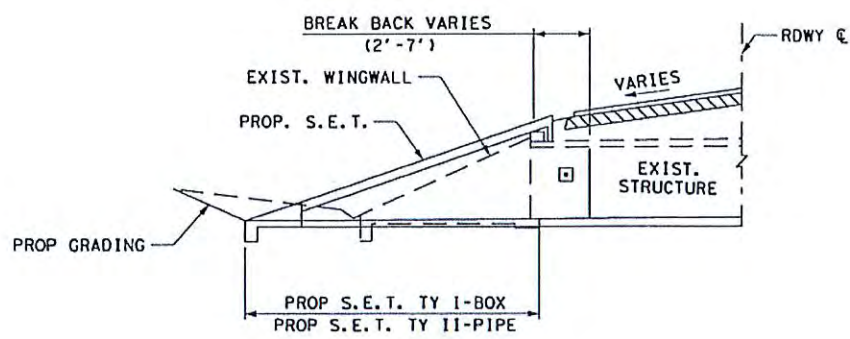 BREAK BACK VARIES
(2'-7')
RDWY ℄
EXIST. WINGWALL
VARIES
PROP. S.E.T.
EXIST.
STRUCTURE
PROP GRADING
PROP S.E.T. TY I-BOX
PROP S.E.T. TY II-PIPE